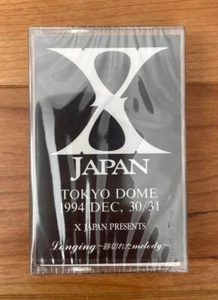 X
JAPAN
TOKYO DOME
1994 DEC, 30/31
X JAPAN PRESENTS
Longing 〜跡切れたmelody〜